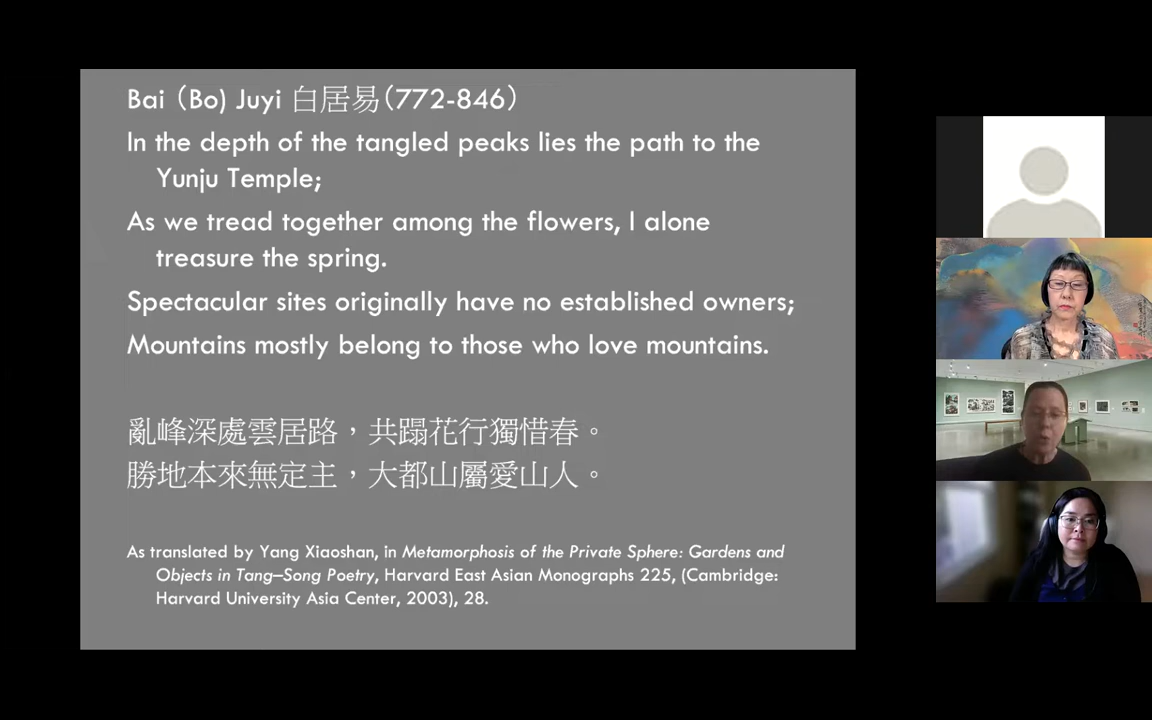 Bai (Bo) Juyi 白居易(772-846)
In the depth of the tangled peaks lies the path to the
Yunju Temple;
As we tread together among the flowers, I alone
treasure the spring.
Spectacular sites originally have no established owners;
Mountains mostly belong to those who love mountains.
亂峰深處雲居路，共蹋花行獨惜春。
勝地本來無定主，大都山屬愛山人。
As translated by Yang Xiaoshan, in Metamorphosis of the Private Sphere: Gardens and
Objects in Tang–Song Poetry, Harvard East Asian Monographs 225, (Cambridge:
Harvard University Asia Center, 2003), 28.